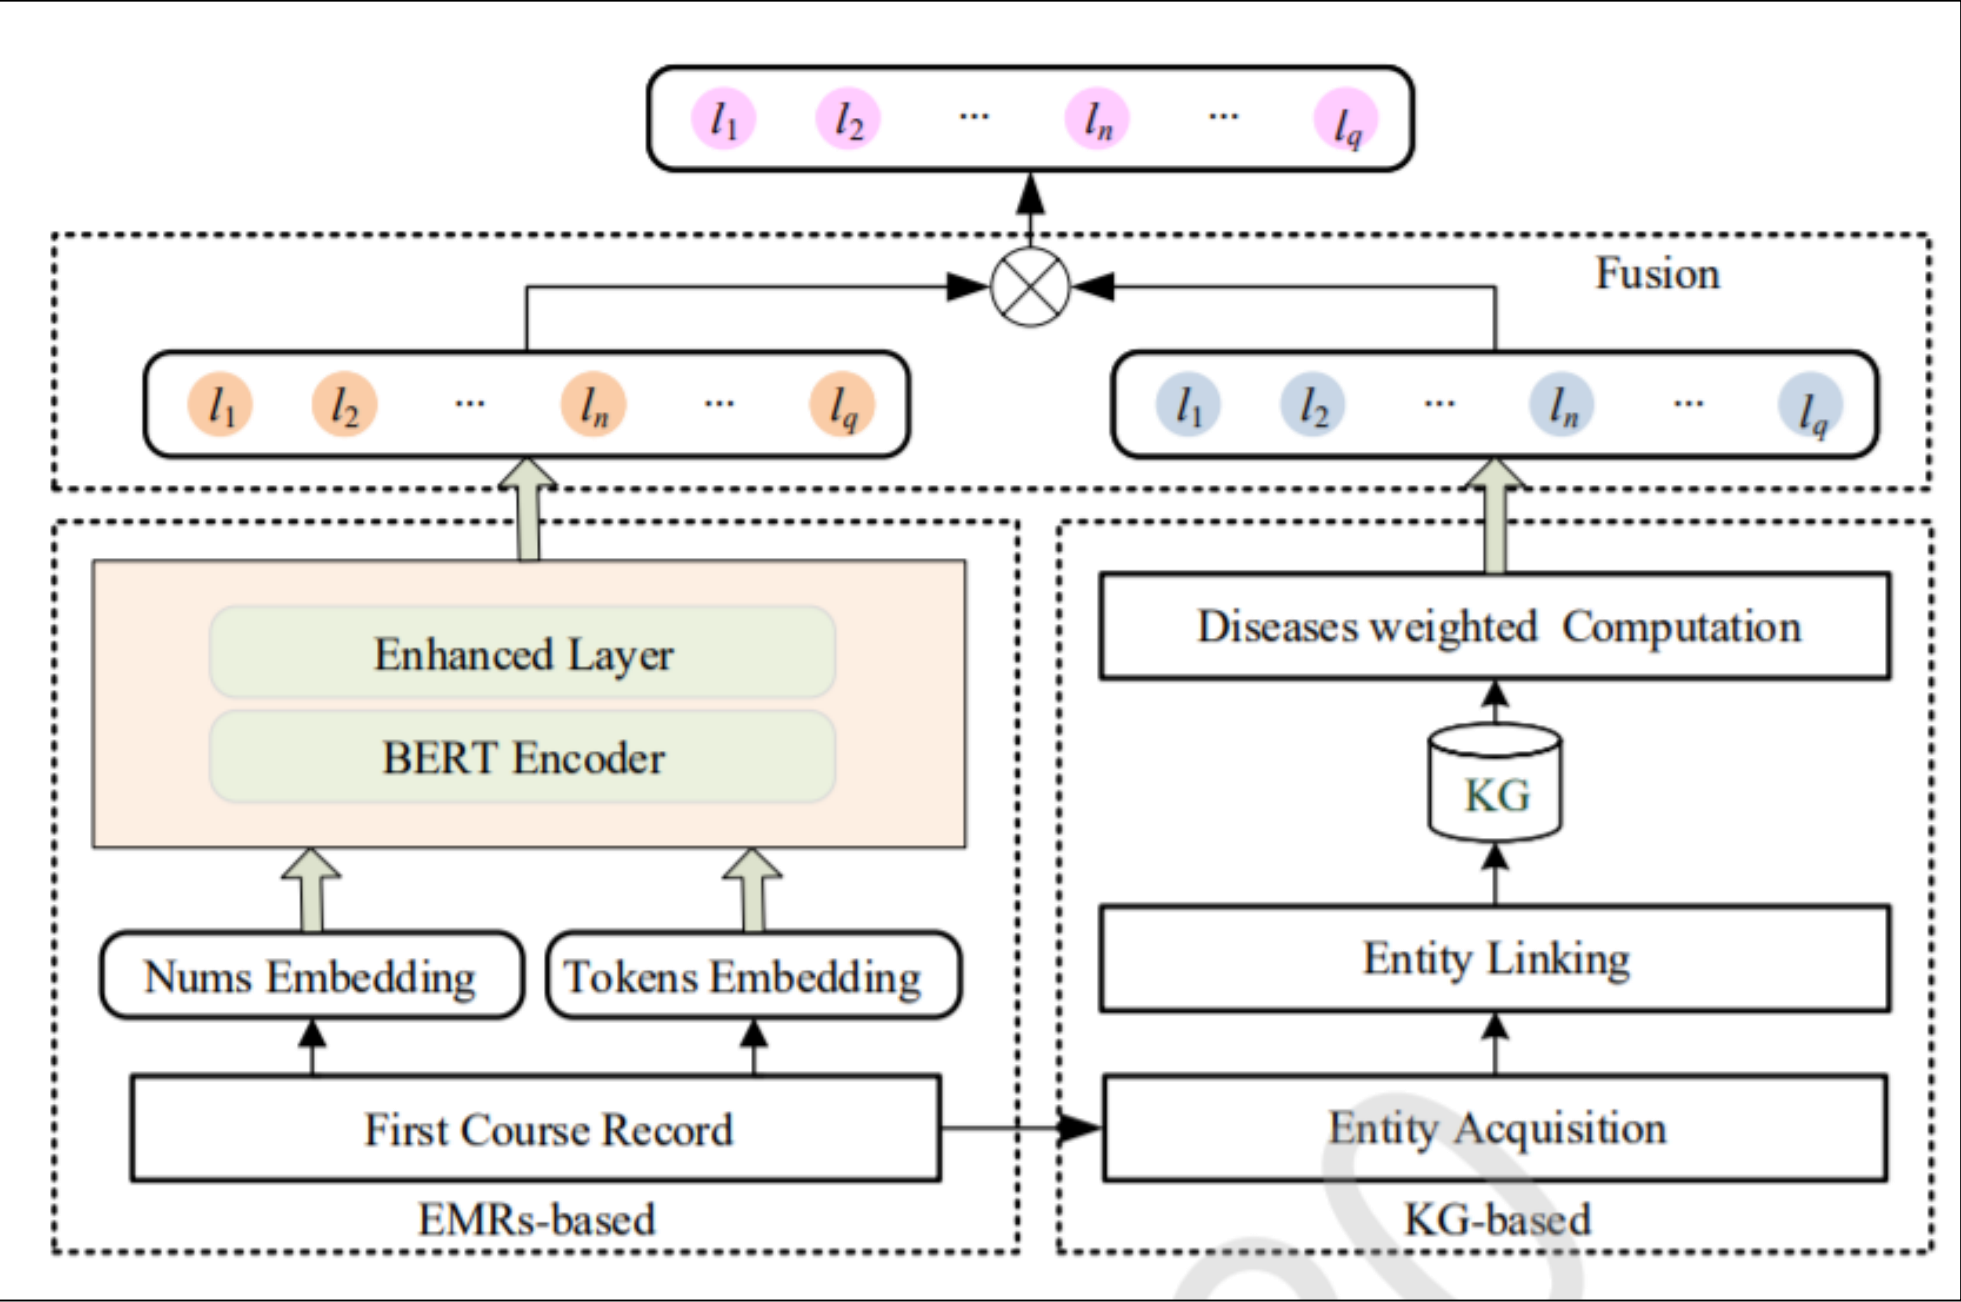 l1 l2 ... ln ... lq
Fusion
l1 l2 ... ln ... lq
l1 l2 ... ln ... lq
Enhanced Layer
BERT Encoder
Nums Embedding
Tokens Embedding
First Course Record
EMRs-based
Diseases weighted Computation
KG
Entity Linking
Entity Acquisition
KG-based